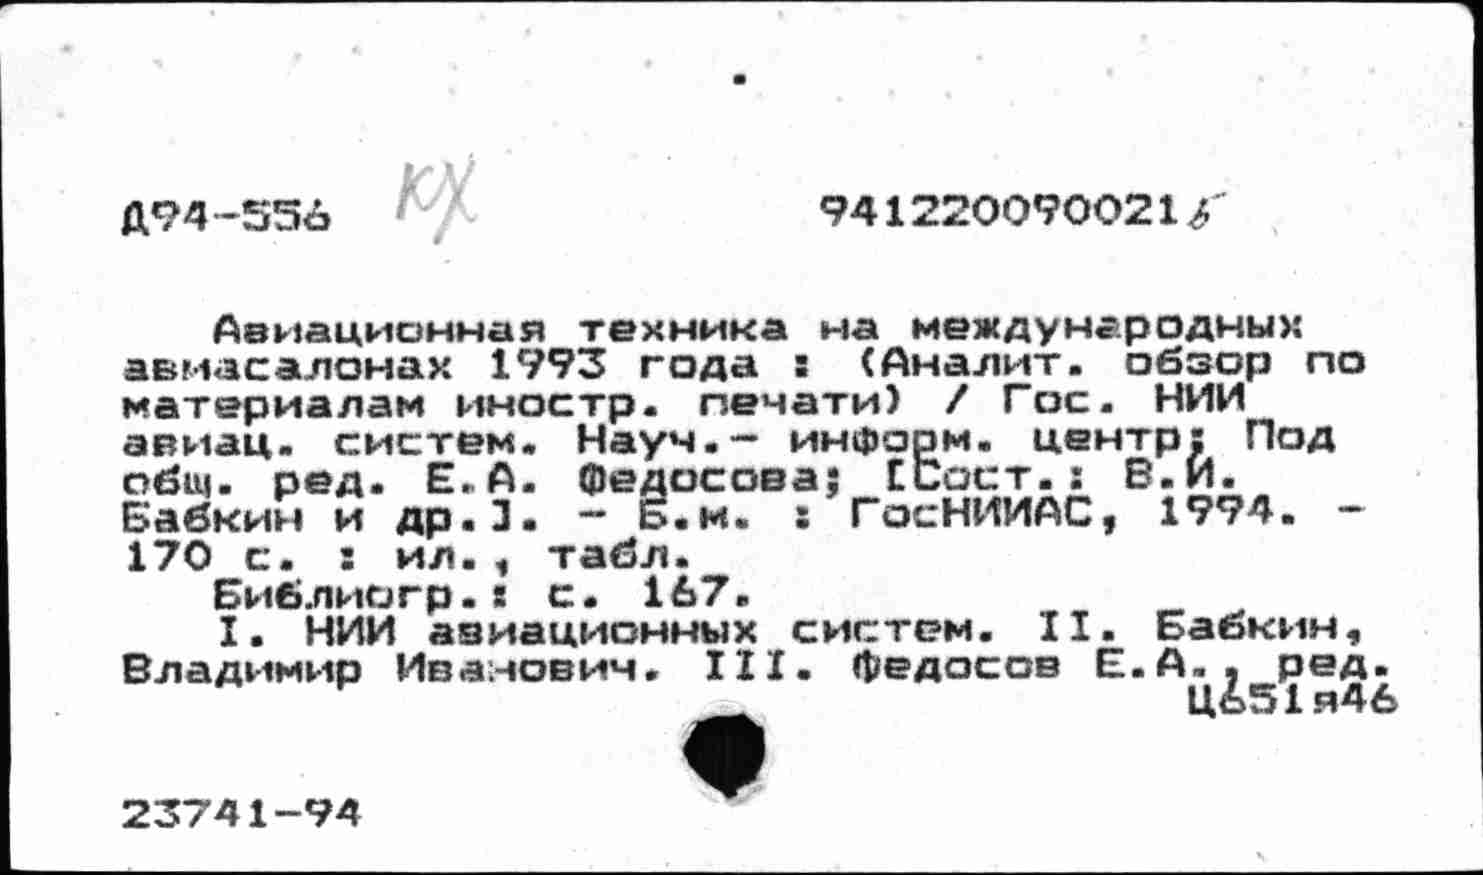 Д94-556 КХ 941220090021
Авиационная техника на международных
авиасалонах 1993 года : (Аналит. обзор по
материалам иностр. печати) / Гос. НИИ
авиац. систем. Науч.- информ. центр; Под
общ. ред. Е.А. Федосова; [Сост.: В.И.
Бабкин и др.]. - Б.м. : ГосНИИАС, 1994. -
170 с. : ил., табл.
Библиогр.: с. 167.
I. НИИ авиационных систем. II. Бабкин,
Владимир Иванович. III. Федосов Е.А., ред.
Ц651я46
23741-94